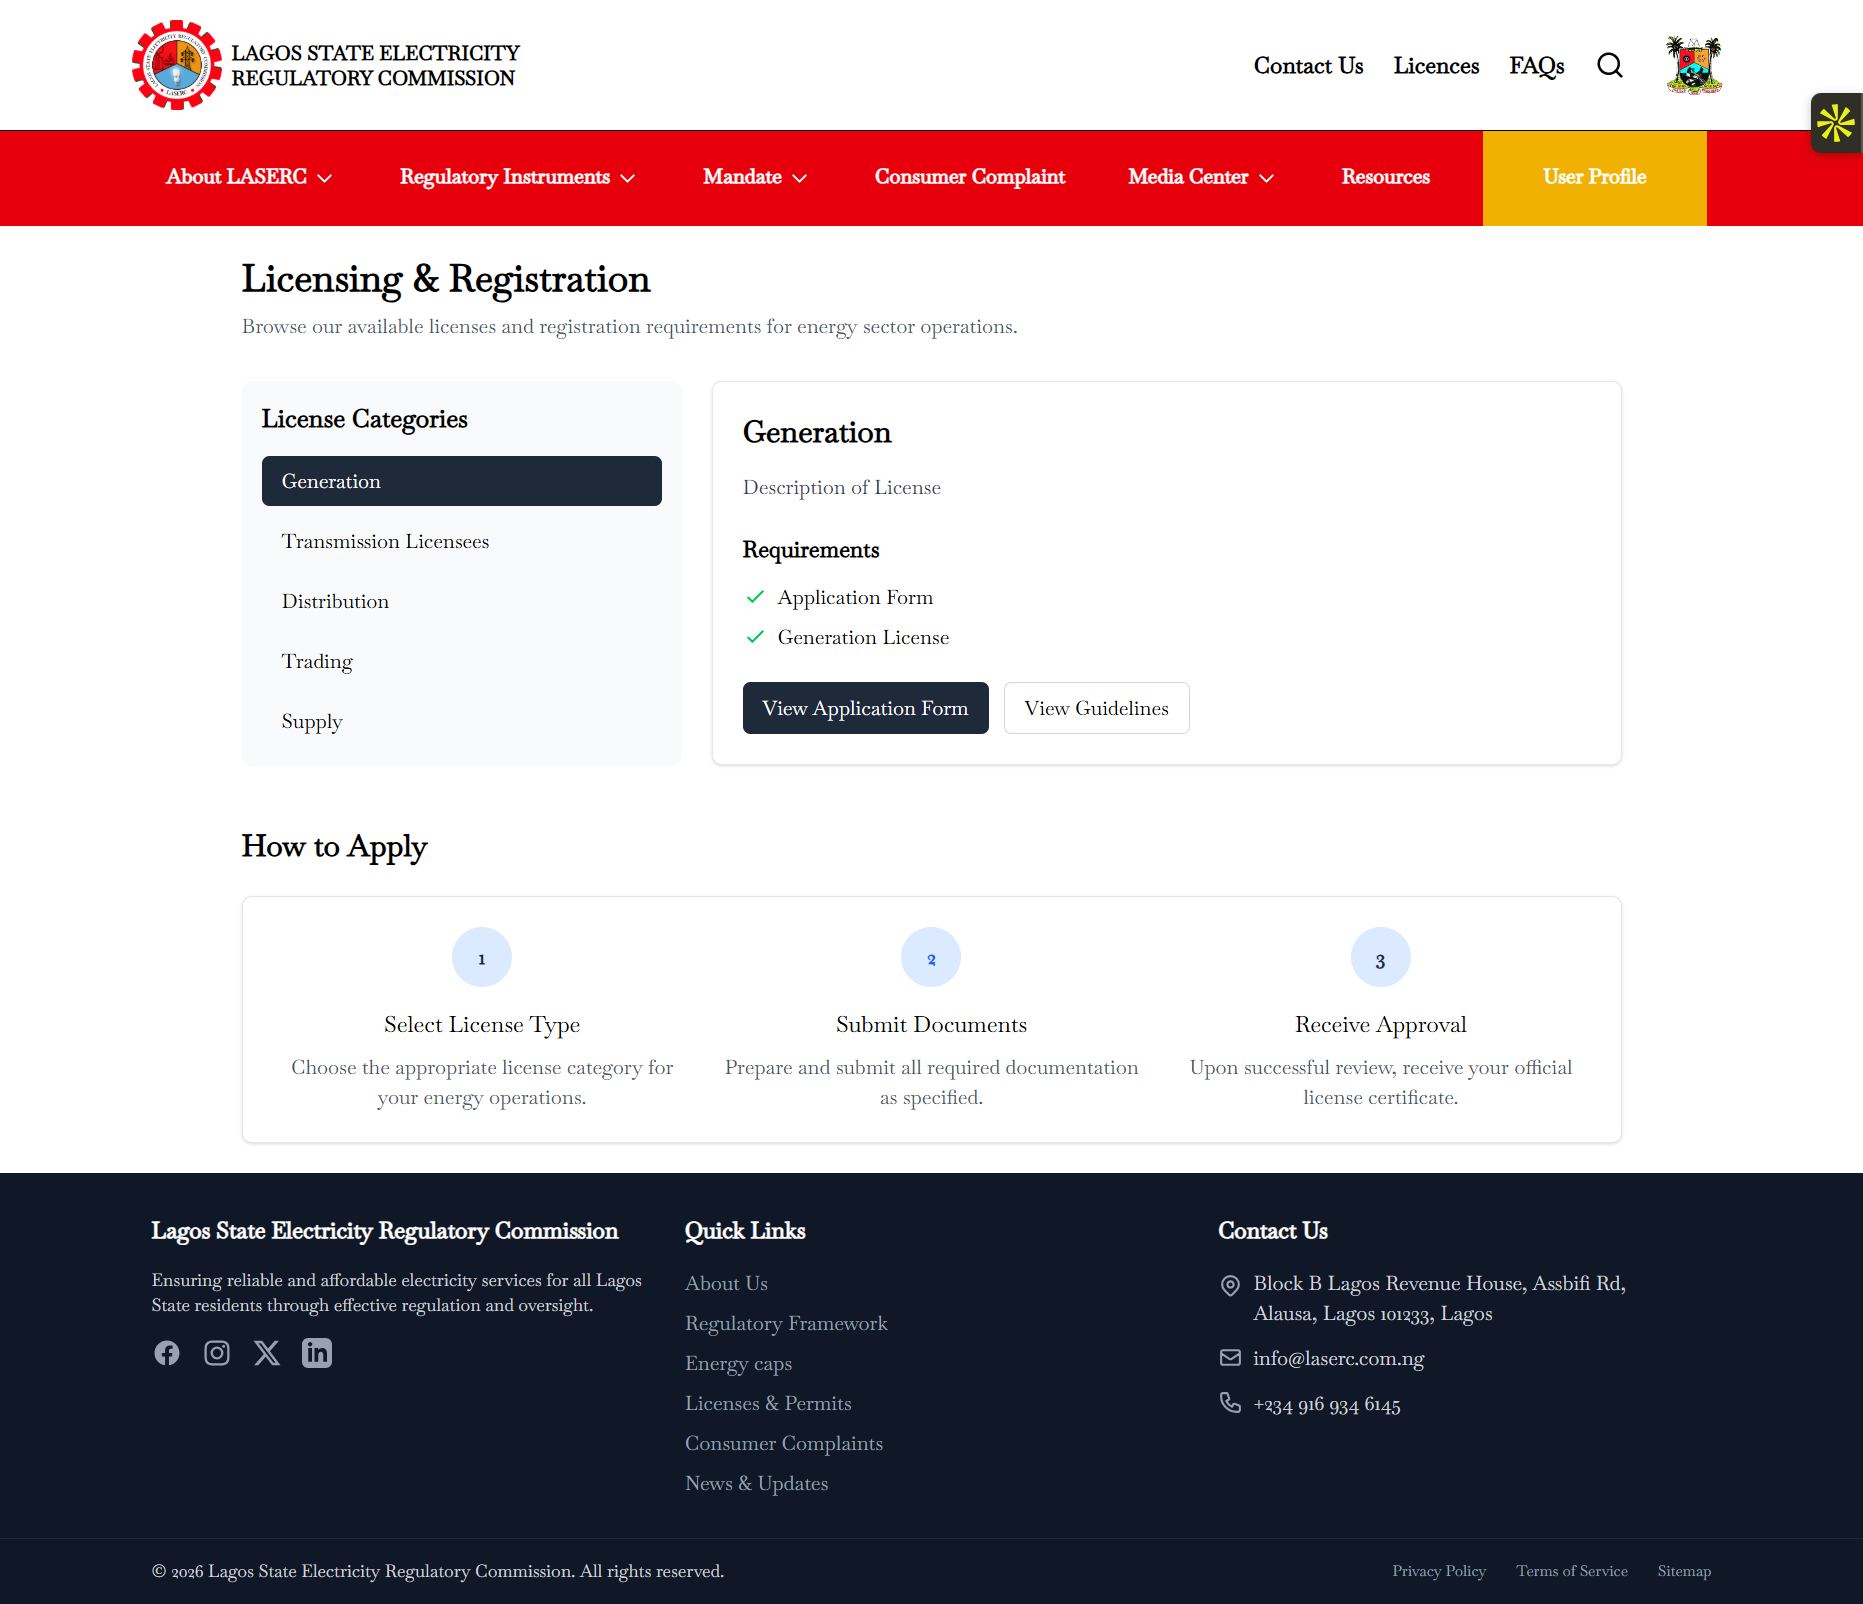 LAGOS STATE ELECTRICITY
REGULATORY COMMISSION
Contact Us
Licences
FAQs
About LASERC
Regulatory Instruments
Mandate
Consumer Complaint
Media Center
Resources
User Profile
Licensing & Registration
Browse our available licenses and registration requirements for energy sector operations.
License Categories
Generation
Transmission Licensees
Distribution
Trading
Supply
Generation
Description of License
Requirements
Application Form
Generation License
View Application Form
View Guidelines
How to Apply
1
Select License Type
Choose the appropriate license category for
your energy operations.
2
Submit Documents
Prepare and submit all required documentation
as specified.
3
Receive Approval
Upon successful review, receive your official
license certificate.
Lagos State Electricity Regulatory Commission
Ensuring reliable and affordable electricity services for all Lagos
State residents through effective regulation and oversight.
Quick Links
About Us
Regulatory Framework
Energy caps
Licenses & Permits
Consumer Complaints
News & Updates
Contact Us
Block B Lagos Revenue House, Assbifi Rd,
Alausa, Lagos 101233, Lagos
info@laserc.com.ng
+234 916 934 6145
© 2026 Lagos State Electricity Regulatory Commission. All rights reserved.
Privacy Policy
Terms of Service
Sitemap